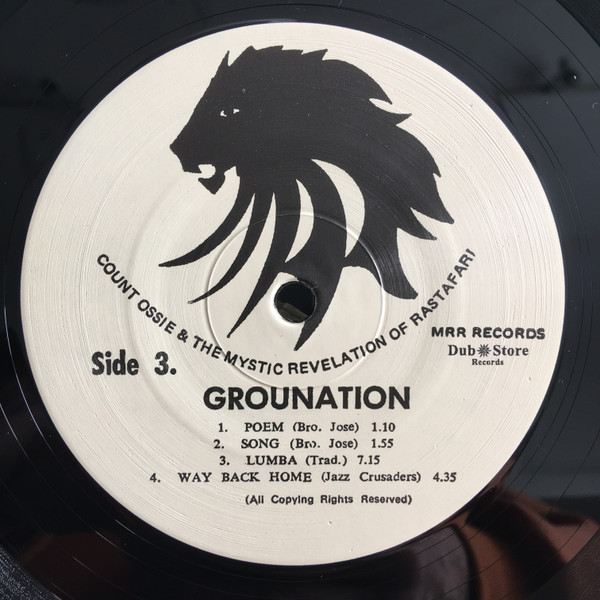 COUNT OSSIE & THE MYSTIC REVELATION OF RASTAFARI
MRR RECORDS
Dub Store
Records
Side 3.
GROUNATION
1. POEM (Bro. Jose) 1.10
2. SONG (Bro. Jose) 1.55
3. LUMBA (Trad.) 7.15
4. WAY BACK HOME (Jazz Crusaders) 4.35
(All Copying Rights Reserved)